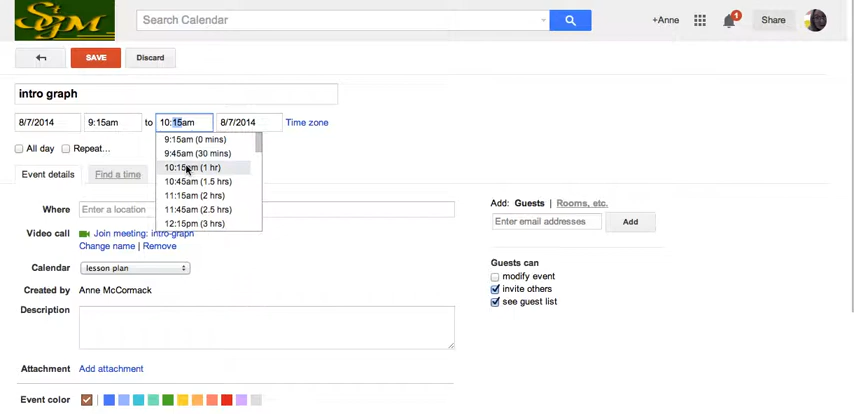 StGM
Search Calendar
+Anne
1
Share
SAVE
Discard
intro graph
8/7/2014 9:15am to 10:15am 8/7/2014 Time zone
9:15am (0 mins)
9:45am (30 mins)
10:15am (1 hr)
10:45am (1.5 hrs)
11:15am (2 hrs)
11:45am (2.5 hrs)
12:15pm (3 hrs)
All day Repeat...
Event details Find a time
Where Enter a location
Video call Join meeting: intro-graph
Change name | Remove
Calendar lesson plan
Created by Anne McCormack
Description
Attachment Add attachment
Event color
Add: Guests | Rooms, etc.
Enter email addresses Add
Guests can
modify event
invite others
see guest list